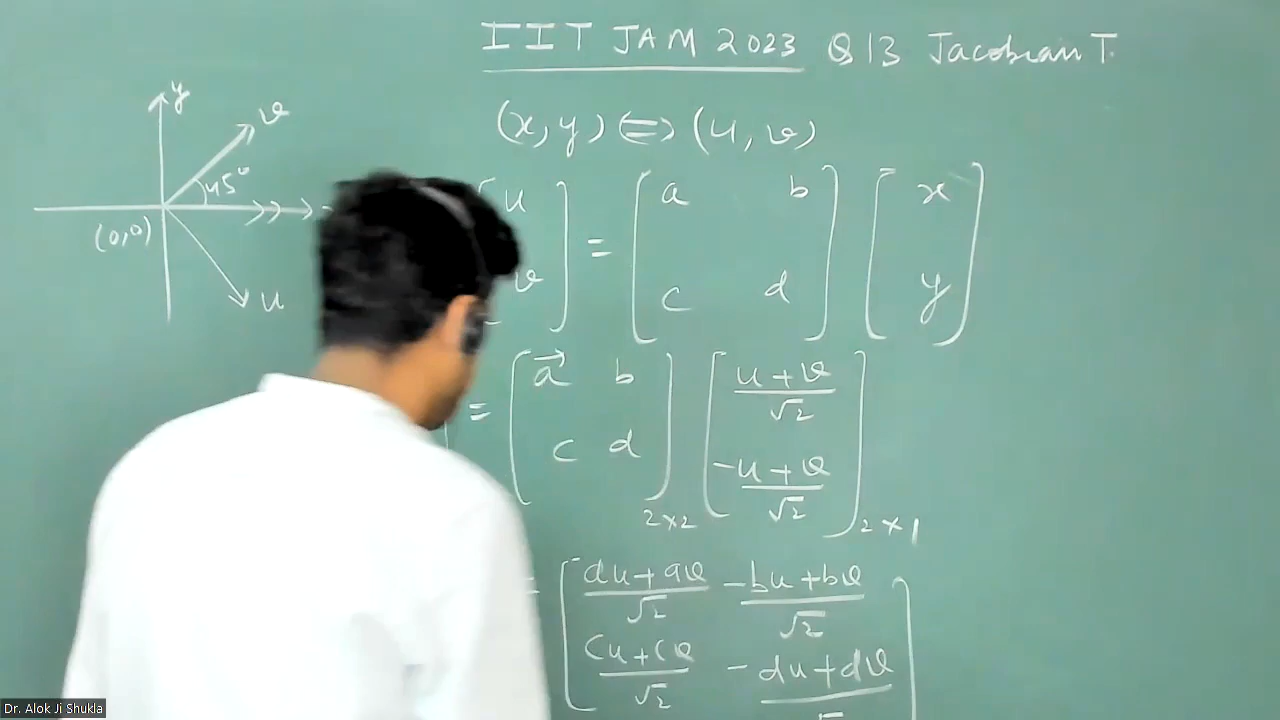 IIT JAM 2023 Q 13 Jacobian T.
y
v
45°
(0,0)
u
(x, y) ⇔ (u, v)
[u v] = [a b c d] [x y]
= [a⃗ b c d]2×2 [(u+v)/√2 (-u+v)/√2]2×1
= [(au+av)/√2 (-bu+bv)/√2
(cu+cv)/√2 (-du+dv)/√]
Dr. Alok Ji Shukla